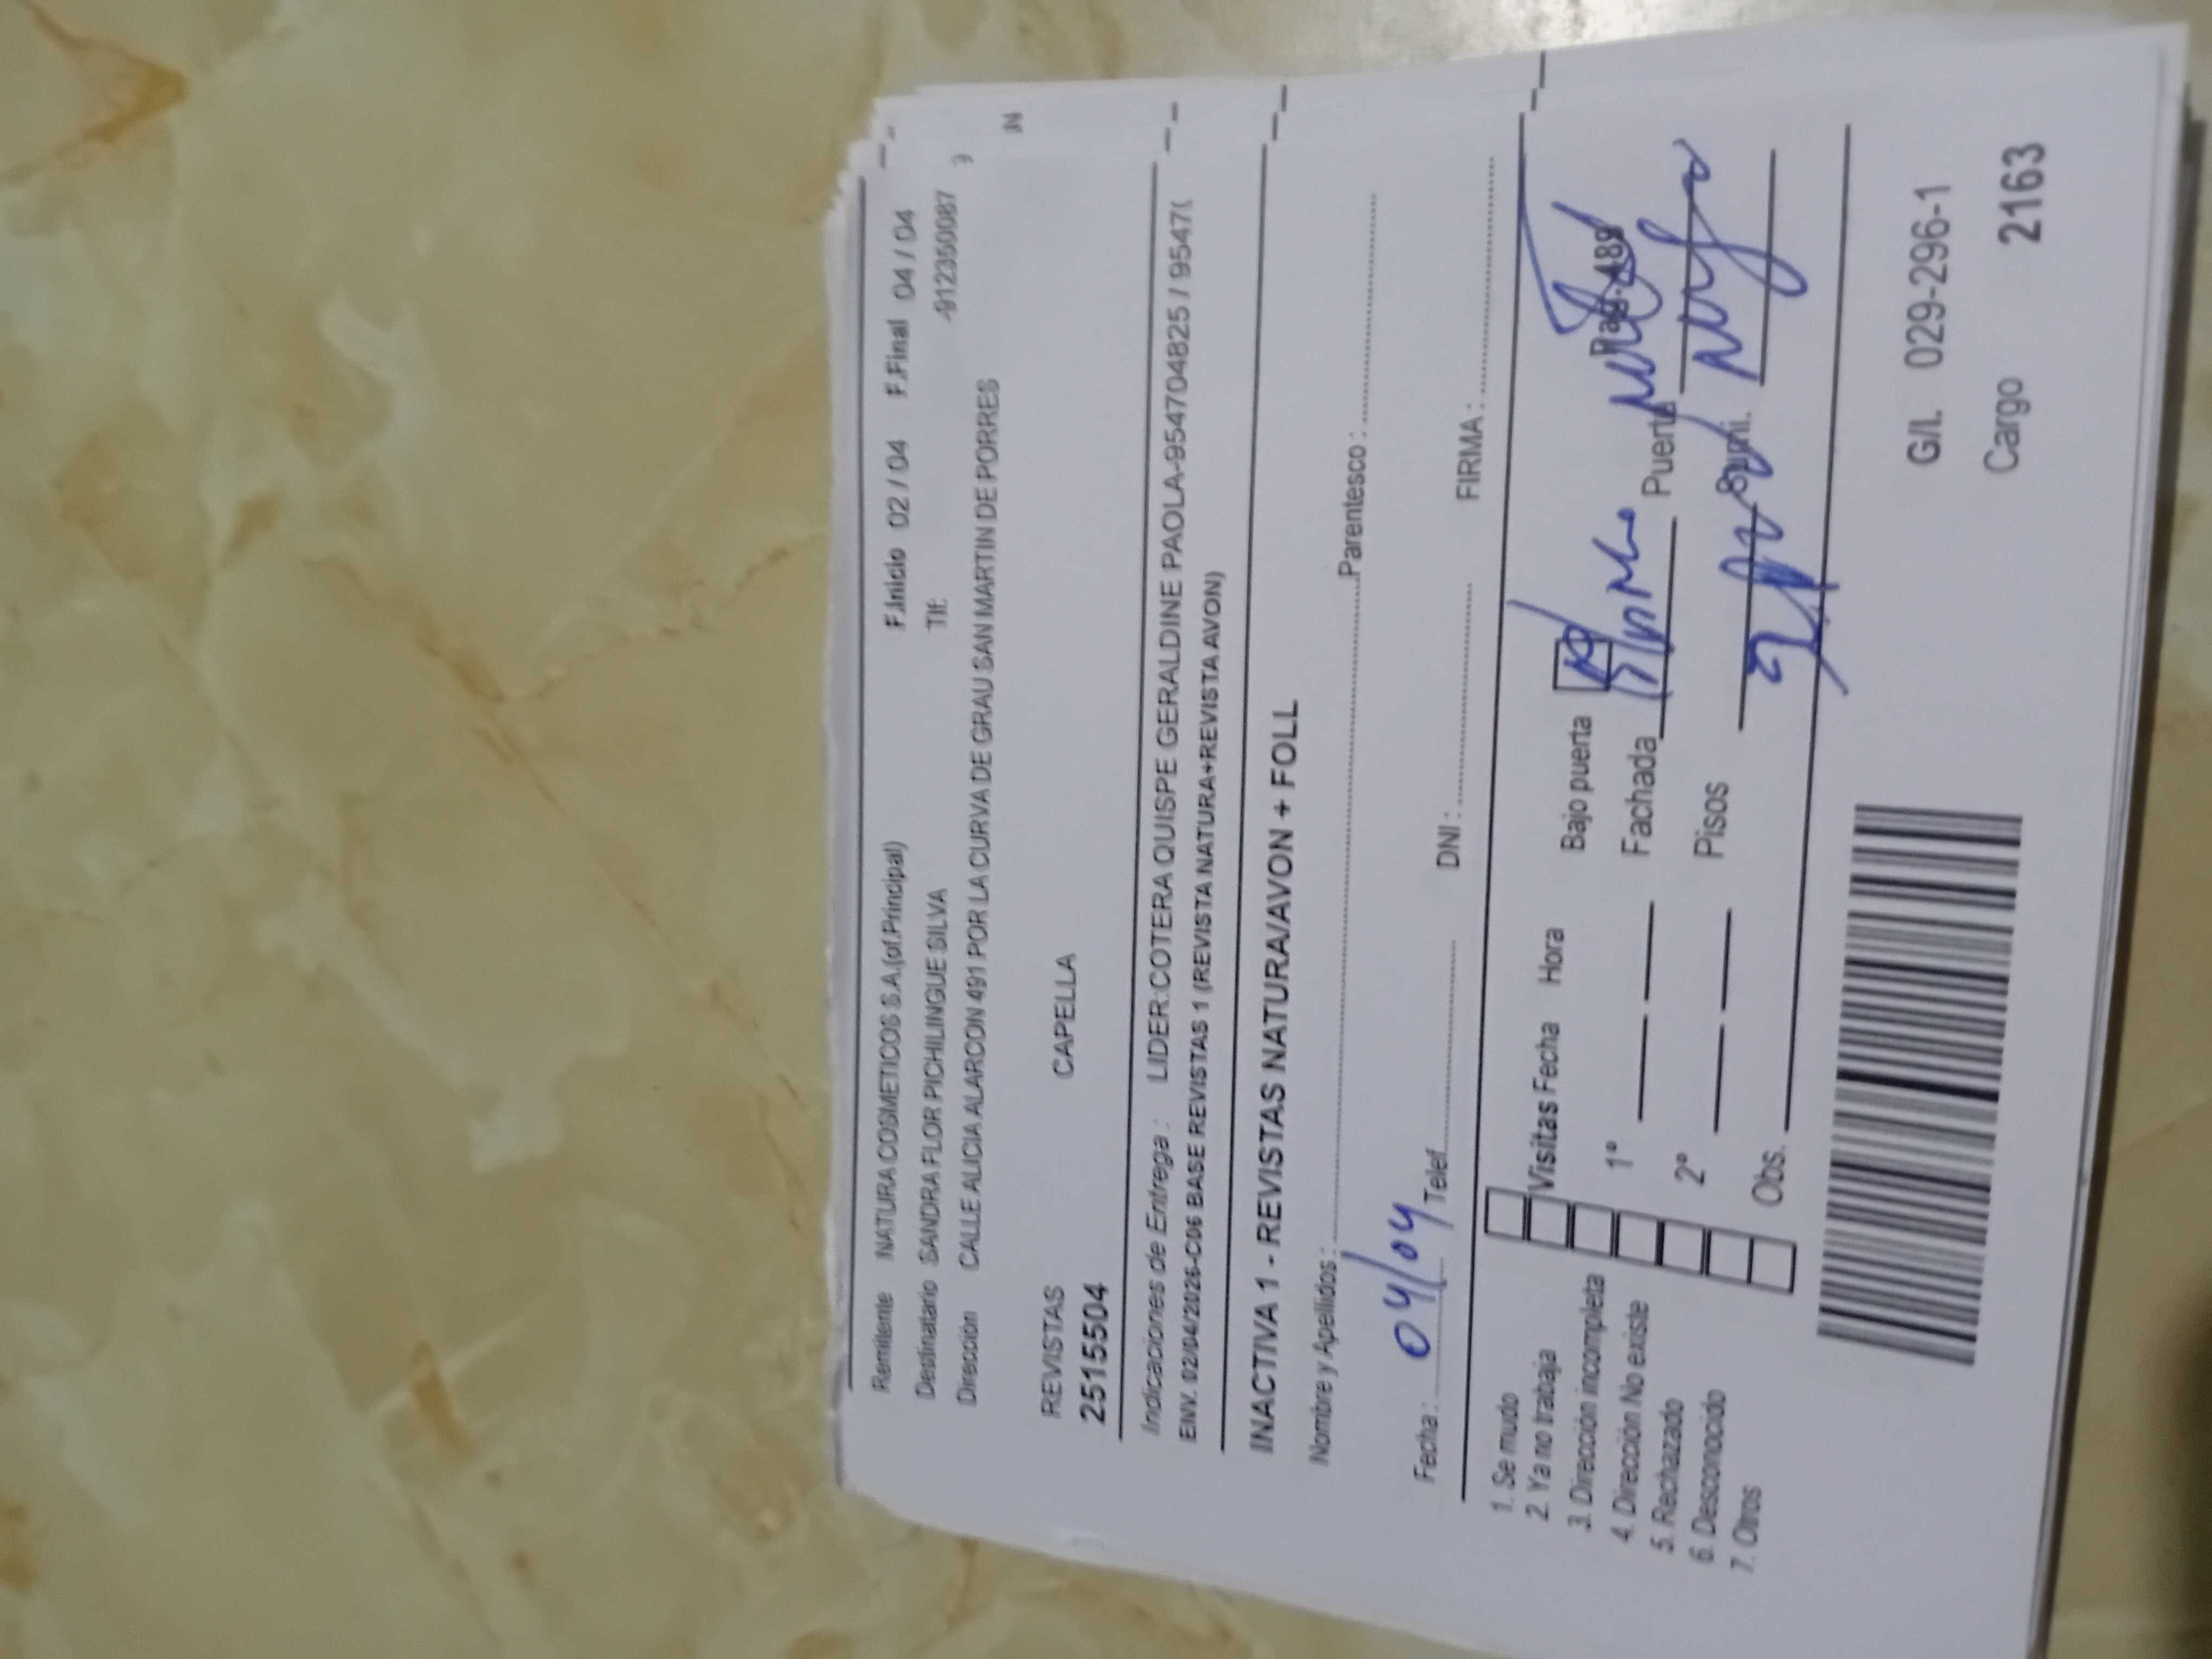 Remitente NATURA COSMETICOS S.A.(of.Principal) F.Inicio 02 / 04 F.Final 04 / 04
Destinatario SANDRA FLOR PICHILINGUE SILVA Tlf:
Dirección CALLE ALICIA ALARCON 491 POR LA CURVA DE GRAU SAN MARTIN DE PORRES
REVISTAS CAPELLA
2515504
Indicaciones de Entrega : LIDER:COTERA QUISPE GERALDINE PAOLA-954704825 / 9547(
ENV. 02/04/2026-C06 BASE REVISTAS 1 (REVISTA NATURA+REVISTA AVON)
INACTIVA 1 - REVISTAS NATURA/AVON + FOLL
Nombre y Apellidos : Parentesco :
Fecha : 04/04 Telef. DNI : FIRMA :
1. Se mudo
2. Ya no trabaja
3. Dirección incompleta
4. Dirección No existe
5. Rechazado
6. Desconocido
7. Otros
Visitas Fecha Hora Bajo puerta Pag. 489
1º Fachada Puerta
2º Pisos
Obs.
G/L 029-296-1
Cargo 2163